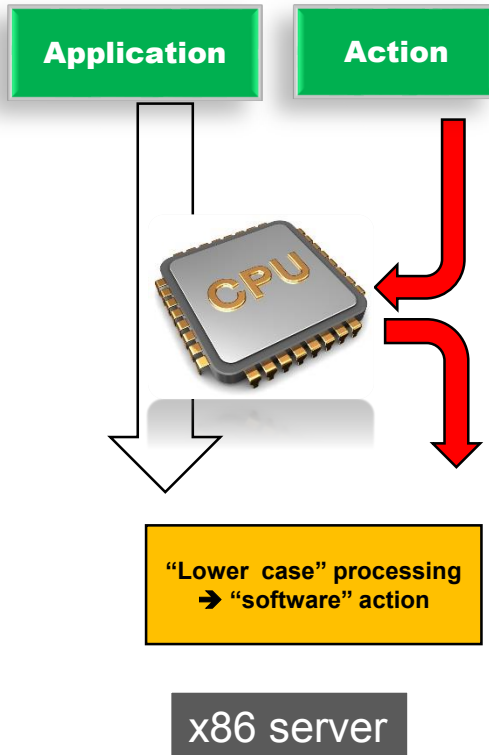 Application
Action
CPU
“Lower case” processing
➔ “software” action
x86 server